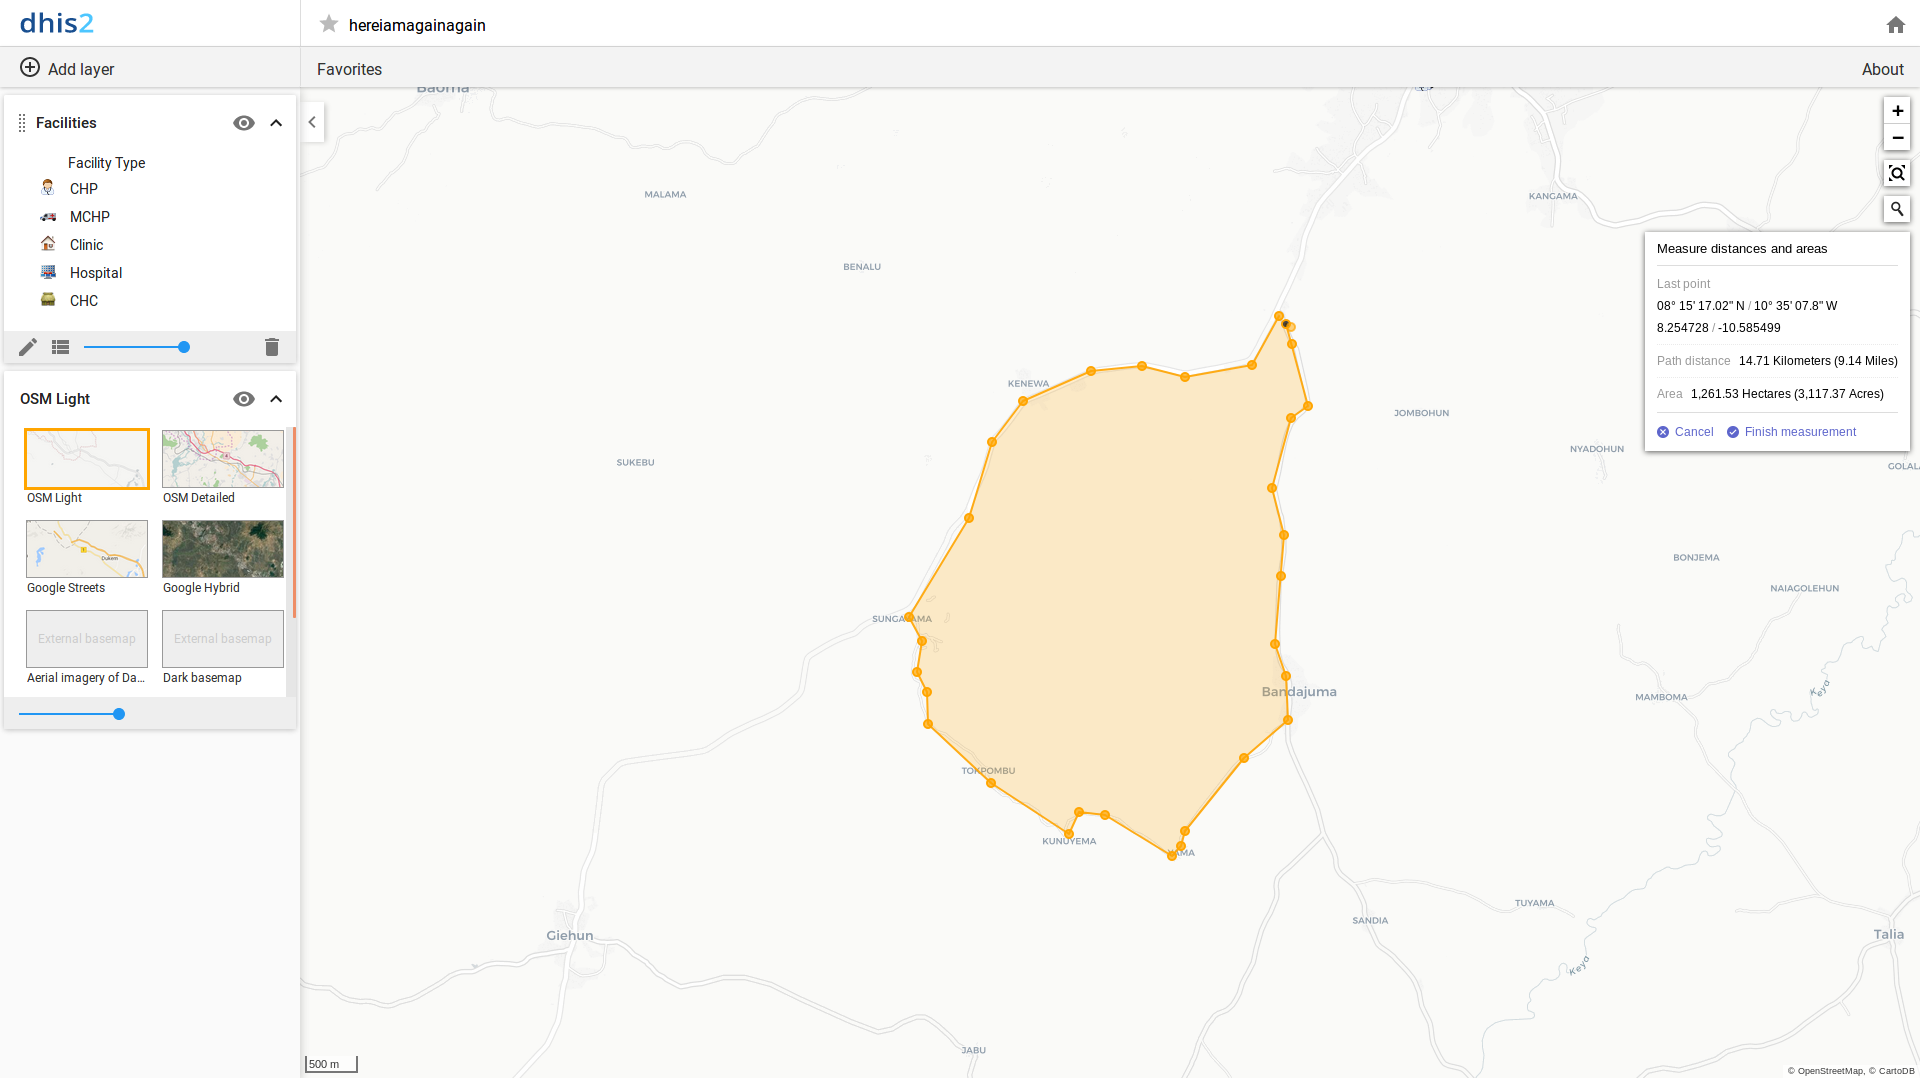 dhis2
hereiamagainagain
Add layer
Favorites
About
Facilities
Facility Type
CHP
MCHP
Clinic
Hospital
CHC
OSM Light
OSM Light
OSM Detailed
Dukem
Google Streets
Google Hybrid
External basemap
External basemap
Aerial imagery of Da...
Dark basemap
Baoma
MALAMA
KANGAMA
BENALU
KENEWA
JOMBOHUN
SUKEBU
NYADOHUN
BONJEMA
NAIAGOLEHUN
Bandajuma
MAMBOMA
Keya
TOKPOMBU
KUNUYEMA
TUYAMA
SANDIA
Giehun
Talia
Keya
JABU
+
−
Measure distances and areas
Last point
08° 15' 17.02" N / 10° 35' 07.8" W
8.254728 / -10.585499
Path distance 14.71 Kilometers (9.14 Miles)
Area 1,261.53 Hectares (3,117.37 Acres)
Cancel Finish measurement
500 m
© OpenStreetMap, © CartoDB